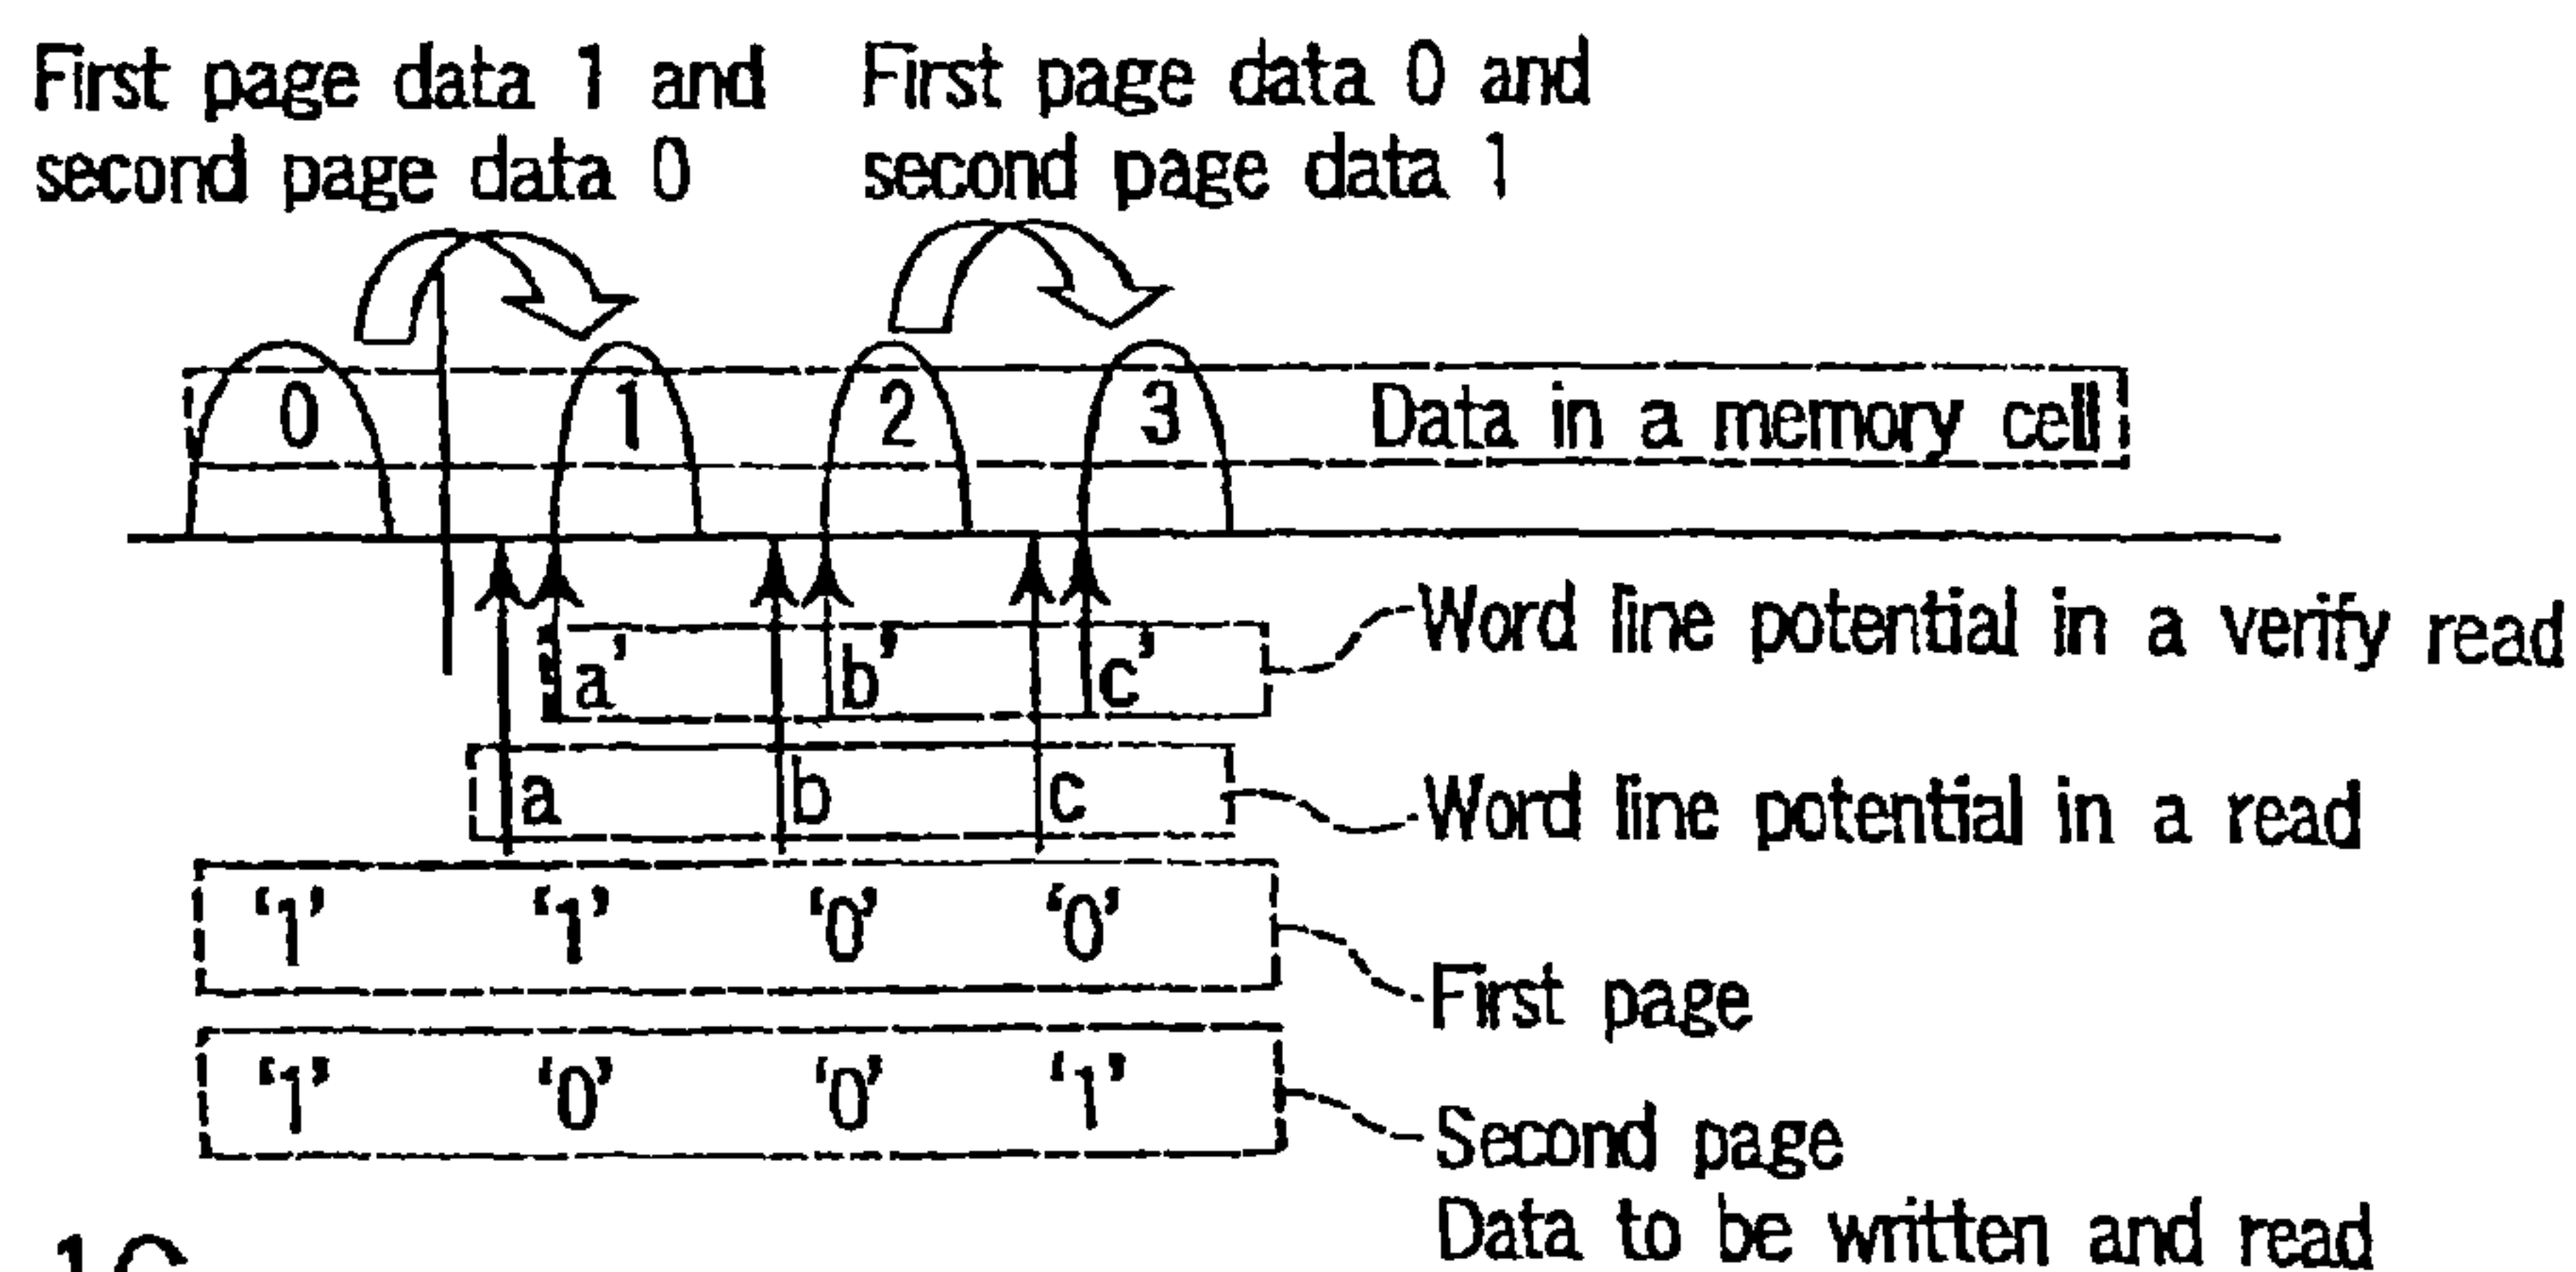 First page data 1 and
second page data 0
First page data 0 and
second page data 1
0 1 2 3 Data in a memory cell
a' b' c' Word line potential in a verify read
a b c Word line potential in a read
‘1’ ‘1’ ‘0’ ‘0’
First page
‘1’ ‘0’ ‘0’ ‘1’
Second page
Data to be written and read